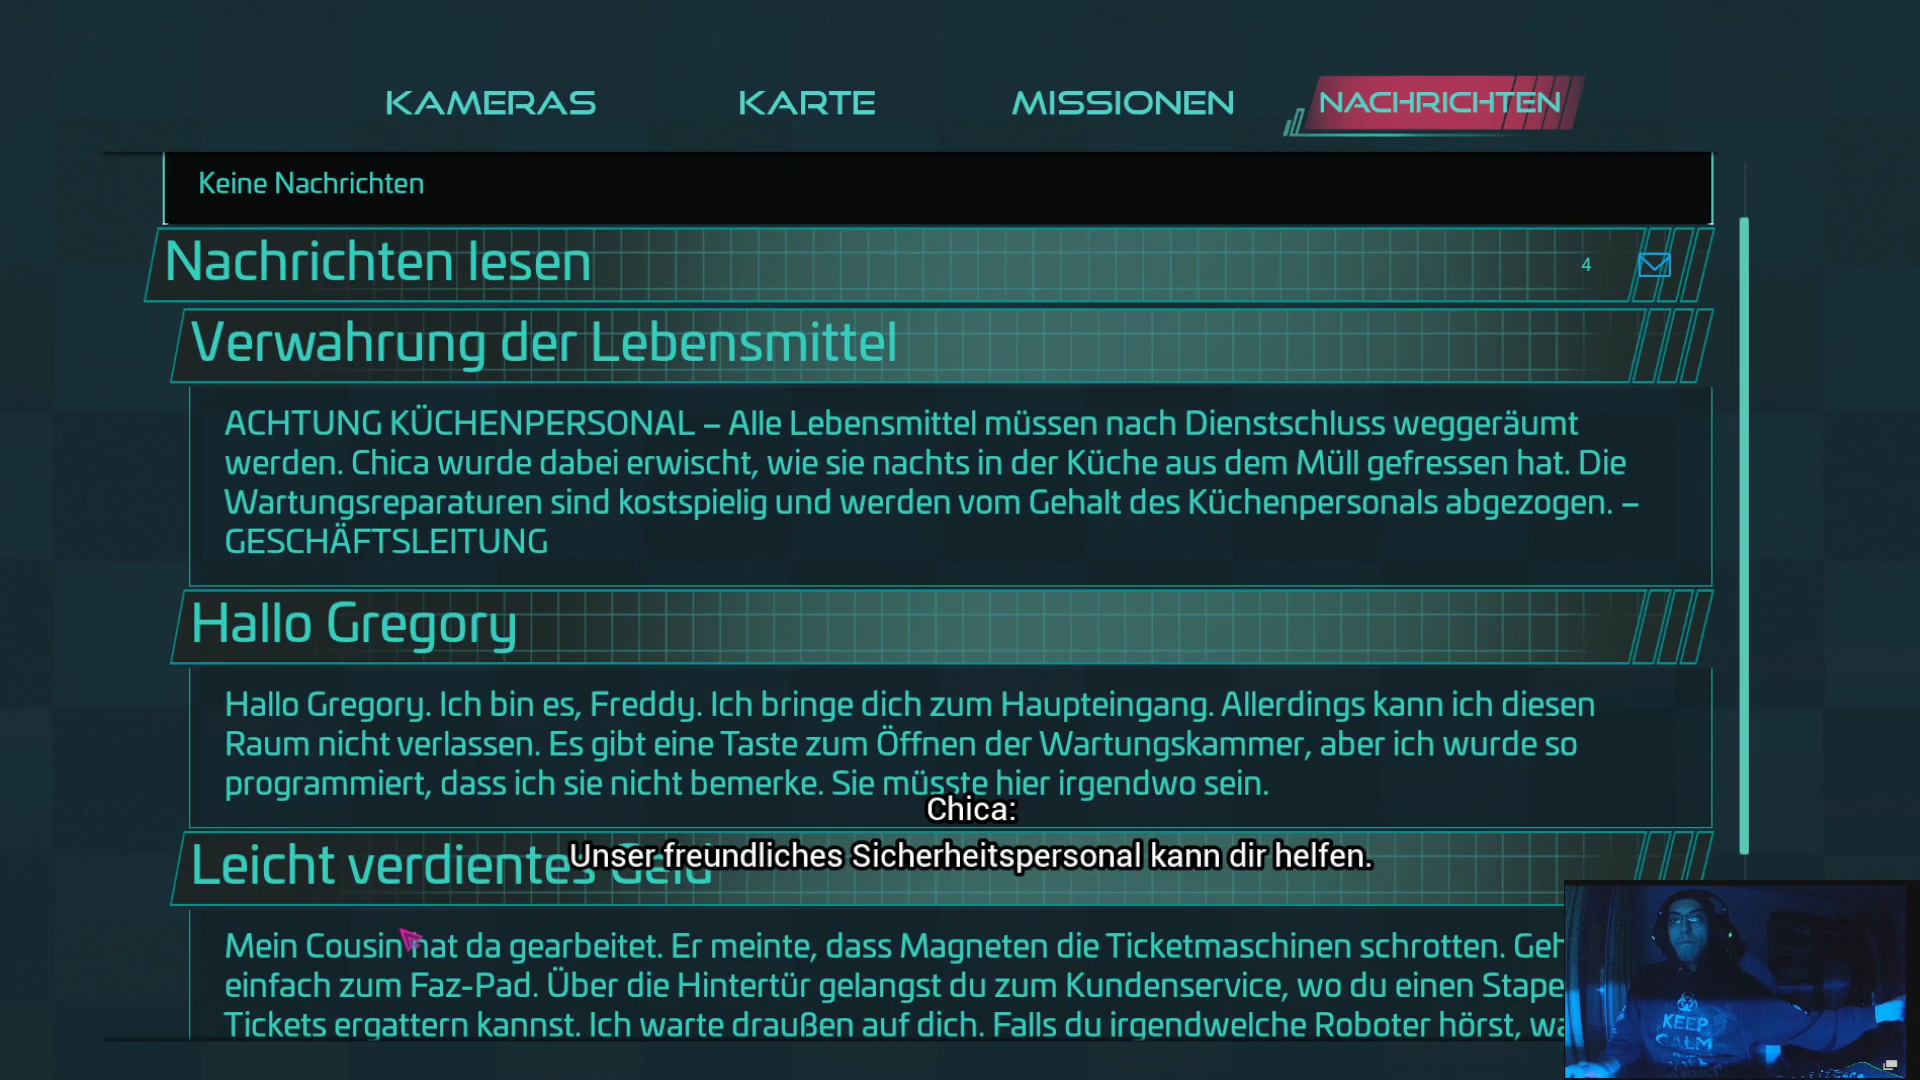 KAMERAS KARTE MISSIONEN NACHRICHTEN
Keine Nachrichten
Nachrichten lesen 4
Verwahrung der Lebensmittel
ACHTUNG KÜCHENPERSONAL – Alle Lebensmittel müssen nach Dienstschluss weggeräumt
werden. Chica wurde dabei erwischt, wie sie nachts in der Küche aus dem Müll gefressen hat. Die
Wartungsreparaturen sind kostspielig und werden vom Gehalt des Küchenpersonals abgezogen. –
GESCHÄFTSLEITUNG
Hallo Gregory
Hallo Gregory. Ich bin es, Freddy. Ich bringe dich zum Haupteingang. Allerdings kann ich diesen
Raum nicht verlassen. Es gibt eine Taste zum Öffnen der Wartungskammer, aber ich wurde so
programmiert, dass ich sie nicht bemerke. Sie müsste hier irgendwo sein.
Chica:
Unser freundliches Sicherheitspersonal kann dir helfen.
Leicht verdientes Geld
Mein Cousin hat da gearbeitet. Er meinte, dass Magneten die Ticketmaschinen schrotten. Geh
einfach zum Faz-Pad. Über die Hintertür gelangst du zum Kundenservice, wo du einen Stape
Tickets ergattern kannst. Ich warte draußen auf dich. Falls du irgendwelche Roboter hörst, wa
KEEP
CALM